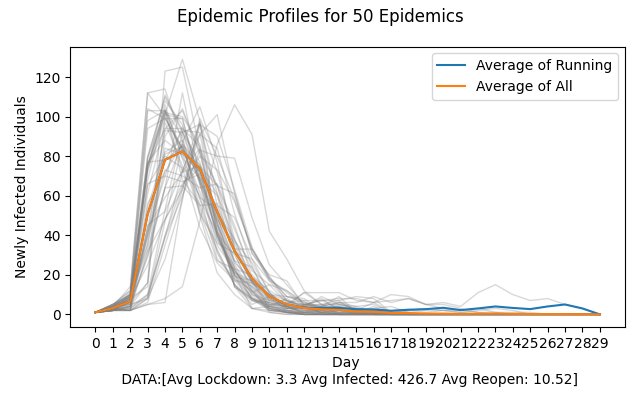 Epidemic Profiles for 50 Epidemics
Average of Running
Average of All
Newly Infected Individuals
120
100
80
60
40
20
0
0 1 2 3 4 5 6 7 8 9 10 11 12 13 14 15 16 17 18 19 20 21 22 23 24 25 26 27 28 29
Day
DATA:[Avg Lockdown: 3.3 Avg Infected: 426.7 Avg Reopen: 10.52]